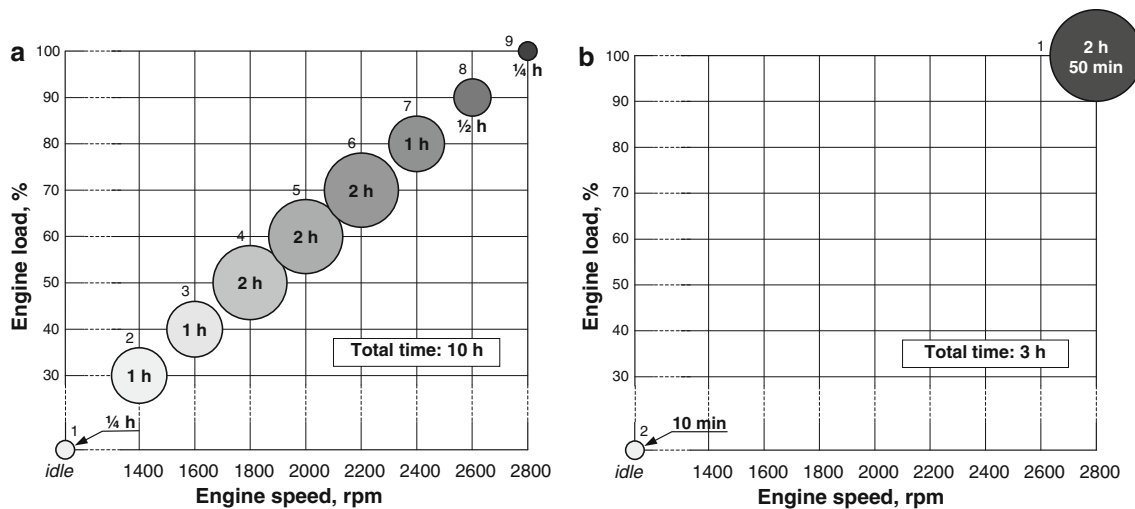 a
Engine load, %
100
90
80
70
60
50
40
30
idle
1400 1600 1800 2000 2200 2400 2600 2800
Engine speed, rpm
1
¼ h
2
1 h
3
1 h
4
2 h
5
2 h
6
2 h
7
1 h
8
½ h
9
¼ h
Total time: 10 h
b
Engine load, %
100
90
80
70
60
50
40
30
idle
1400 1600 1800 2000 2200 2400 2600 2800
Engine speed, rpm
1
2 h
50 min
2
10 min
Total time: 3 h